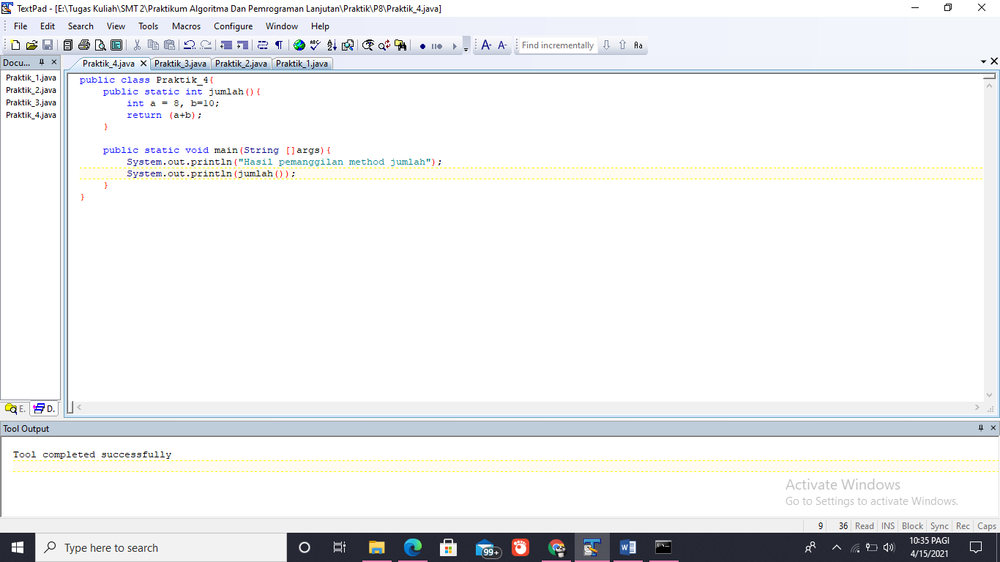 TextPad - [E:\Tugas Kuliah\SMT 2\Praktikum Algoritma Dan Pemrograman Lanjutan\Praktik\P8\Praktik_4.java]
File Edit Search View Tools Macros Configure Window Help
Find incrementally
Aa
Docu...
Praktik_4.java Praktik_3.java Praktik_2.java Praktik_1.java
Praktik_1.java
Praktik_2.java
Praktik_3.java
Praktik_4.java
public class Praktik_4{
public static int jumlah(){
int a = 8, b=10;
return (a+b);
}
public static void main(String []args){
System.out.println("Hasil pemanggilan method jumlah");
System.out.println(jumlah());
}
}
E. D.
Tool Output
Tool completed successfully
Activate Windows
Go to Settings to activate Windows.
9 36 Read INS Block Sync Rec Caps
Type here to search
99+
10:35 PAGI
4/15/2021